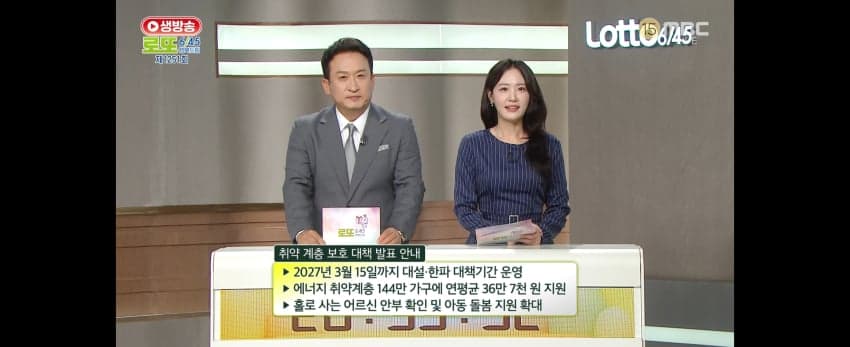 생방송
로또 6/45
제1251회
Lotto 6/45
15
MBC
로또 6/45
취약 계층 보호 대책 발표 안내
▶ 2027년 3월 15일까지 대설·한파 대책기간 운영
▶ 에너지 취약계층 144만 가구에 연평균 36만 7천 원 지원
▶ 홀로 사는 어르신 안부 확인 및 아동 돌봄 지원 확대